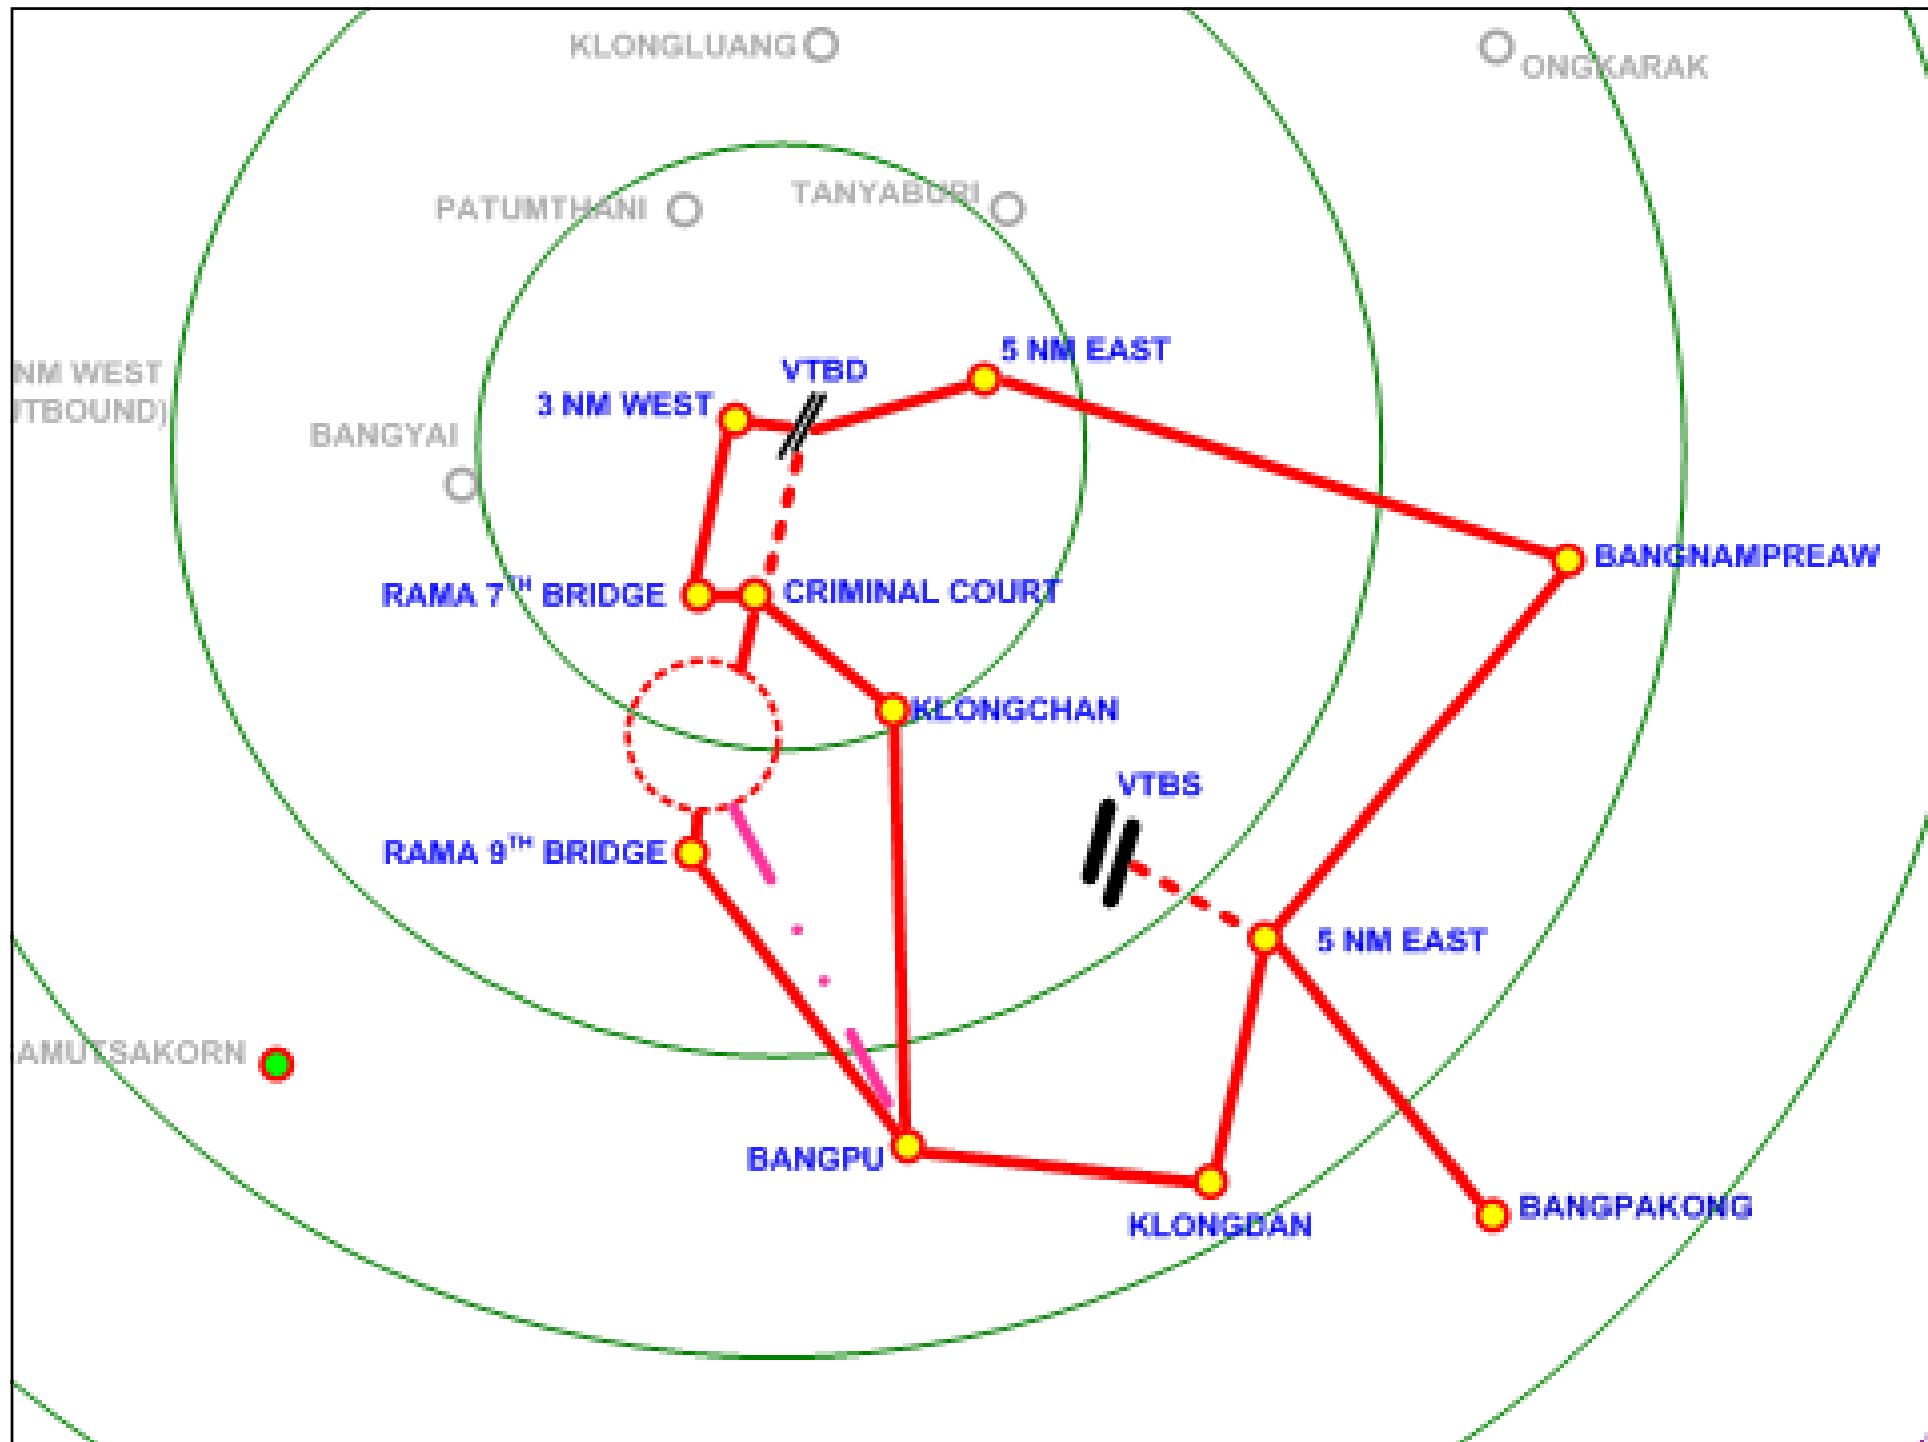 KLONGLUANG
ONGKARAK
PATUMTHANI
TANYABURI
NM WEST
UTBOUND)
BANGYAI
VTBD
5 NM EAST
3 NM WEST
BANGNAMPREAW
RAMA 7TH BRIDGE
CRIMINAL COURT
KLONGCHAN
VTBS
RAMA 9TH BRIDGE
5 NM EAST
AMUTSAKORN
BANGPU
KLONGDAN
BANGPAKONG